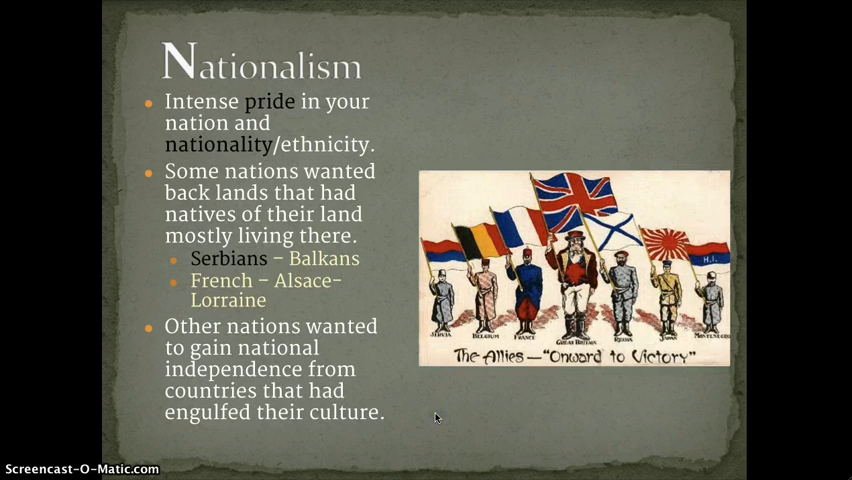 Nationalism
Intense pride in your
nation and
nationality/ethnicity.
Some nations wanted
back lands that had
natives of their land
mostly living there.
Serbians – Balkans
French – Alsace-
Lorraine
Other nations wanted
to gain national
independence from
countries that had
engulfed their culture.
H.I.
SERVIA BELGIUM FRANCE GREAT BRITAIN RUSSIA JAPAN MONTENEGRO
The Allies — "Onward to Victory"
Screencast-O-Matic.com